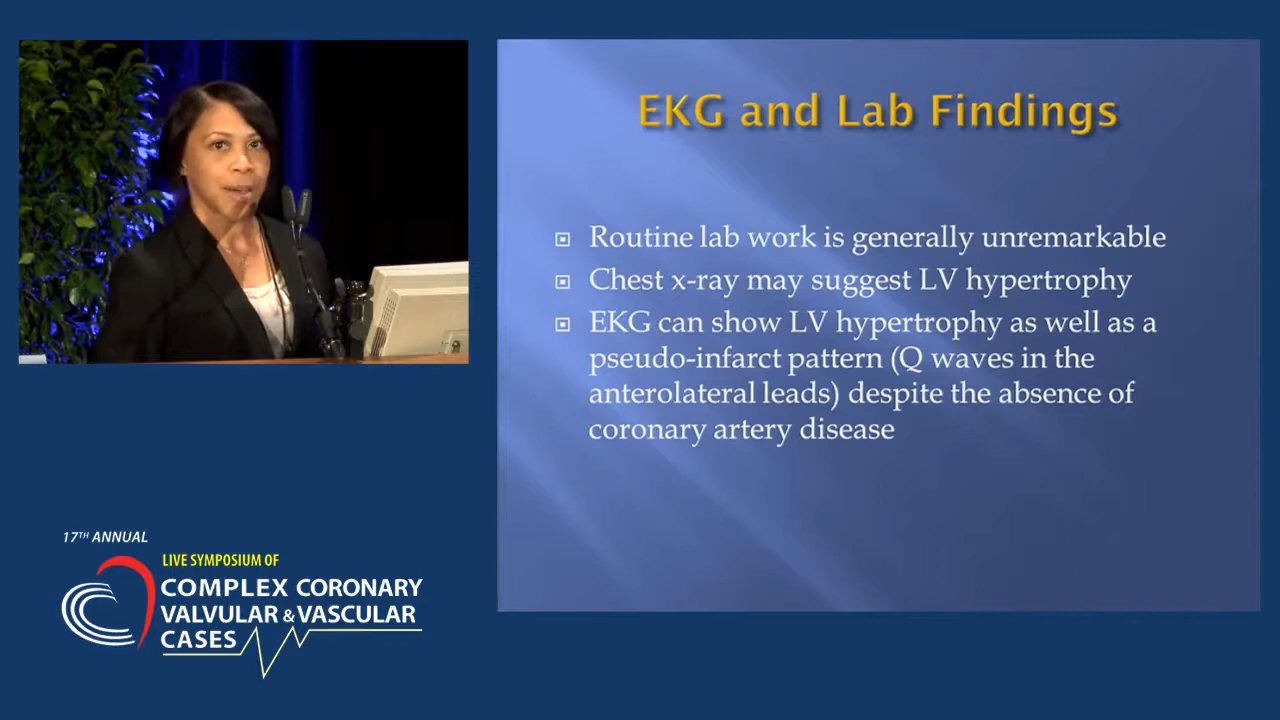 EKG and Lab Findings
Routine lab work is generally unremarkable
Chest x-ray may suggest LV hypertrophy
EKG can show LV hypertrophy as well as a
pseudo-infarct pattern (Q waves in the
anterolateral leads) despite the absence of
coronary artery disease
17TH ANNUAL
LIVE SYMPOSIUM OF
COMPLEX CORONARY
VALVULAR & VASCULAR
CASES